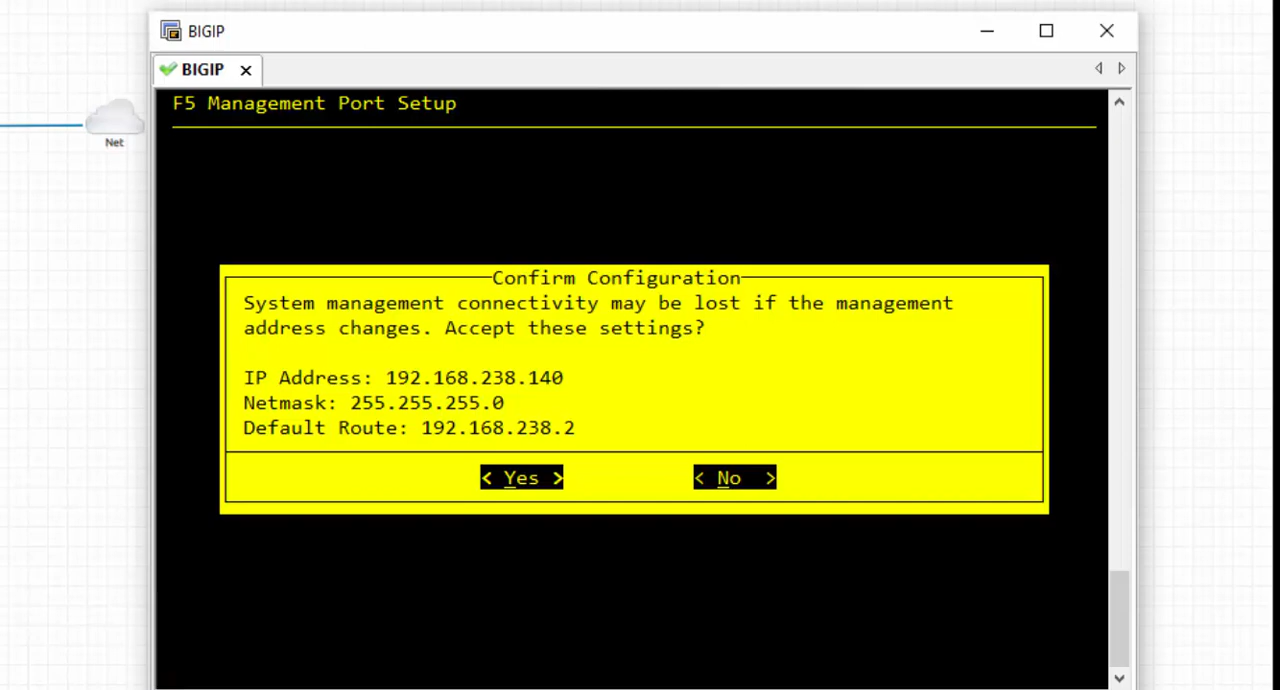 BIGIP
BIGIP
F5 Management Port Setup
Net
Confirm Configuration
System management connectivity may be lost if the management
address changes. Accept these settings?
IP Address: 192.168.238.140
Netmask: 255.255.255.0
Default Route: 192.168.238.2
< Yes > < No >